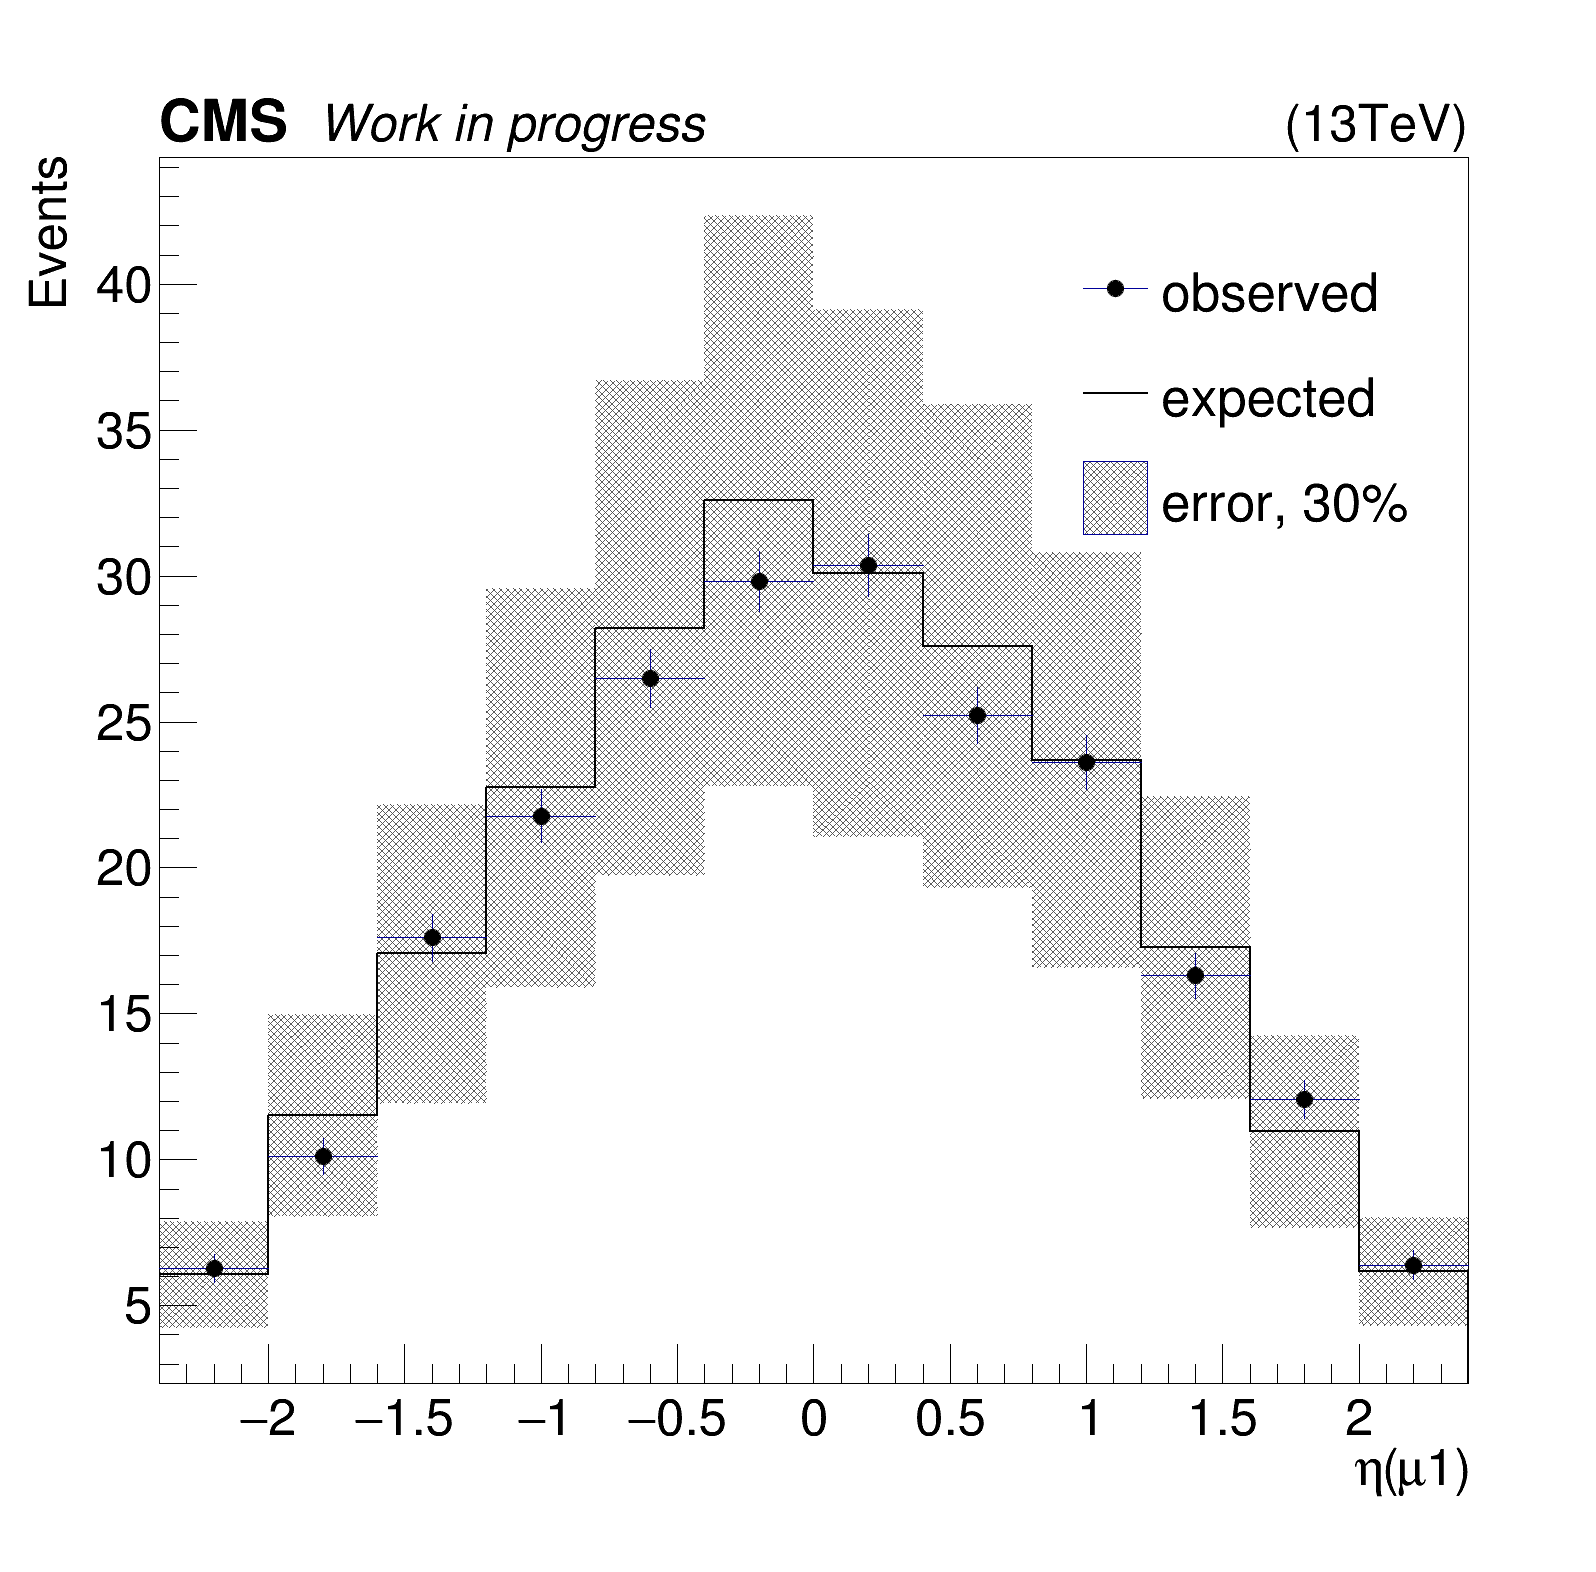 CMS Work in progress (13TeV)
Events
40
35
30
25
20
15
10
5
observed
expected
error, 30%
−2 −1.5 −1 −0.5 0 0.5 1 1.5 2
η(μ1)